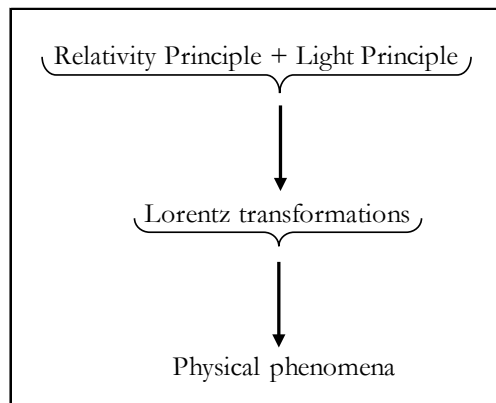 Relativity Principle + Light Principle
Lorentz transformations
Physical phenomena